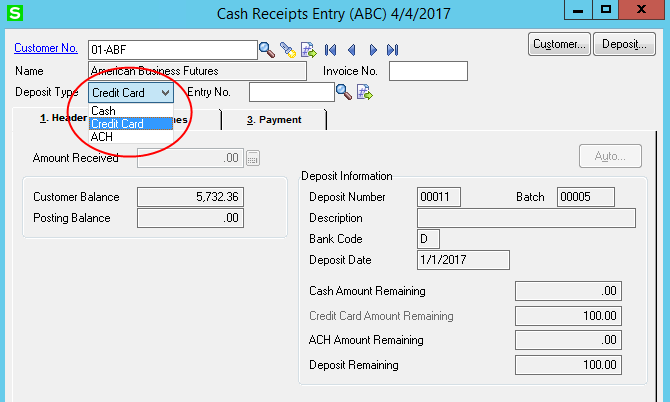 S Cash Receipts Entry (ABC) 4/4/2017
Customer No. 01-ABF Customer... Deposit...
Name American Business Futures Invoice No.
Deposit Type Credit Card Entry No.
Cash
Credit Card
ACH
1. Header ues 3. Payment
Amount Received .00 Auto...
Customer Balance 5,732.36
Posting Balance .00
Deposit Information
Deposit Number 00011 Batch 00005
Description
Bank Code D
Deposit Date 1/1/2017
Cash Amount Remaining .00
Credit Card Amount Remaining 100.00
ACH Amount Remaining .00
Deposit Remaining 100.00